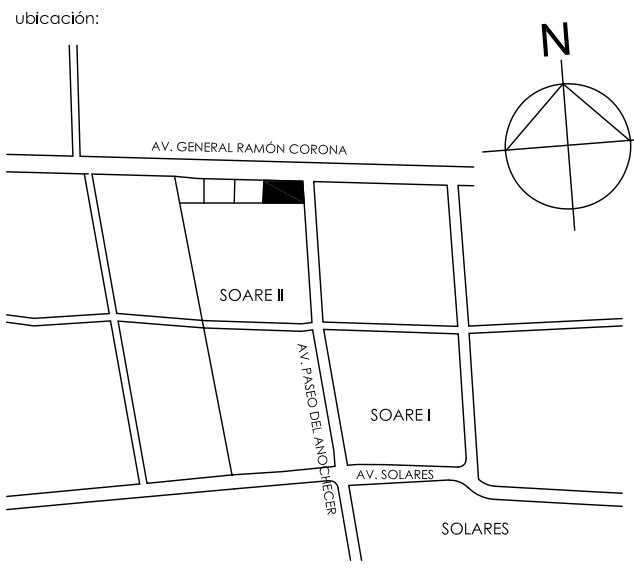 ubicación:
N
AV. GENERAL RAMÓN CORONA
SOARE II
AV. PASEO DEL ANOCHECER
SOARE I
AV. SOLARES
SOLARES